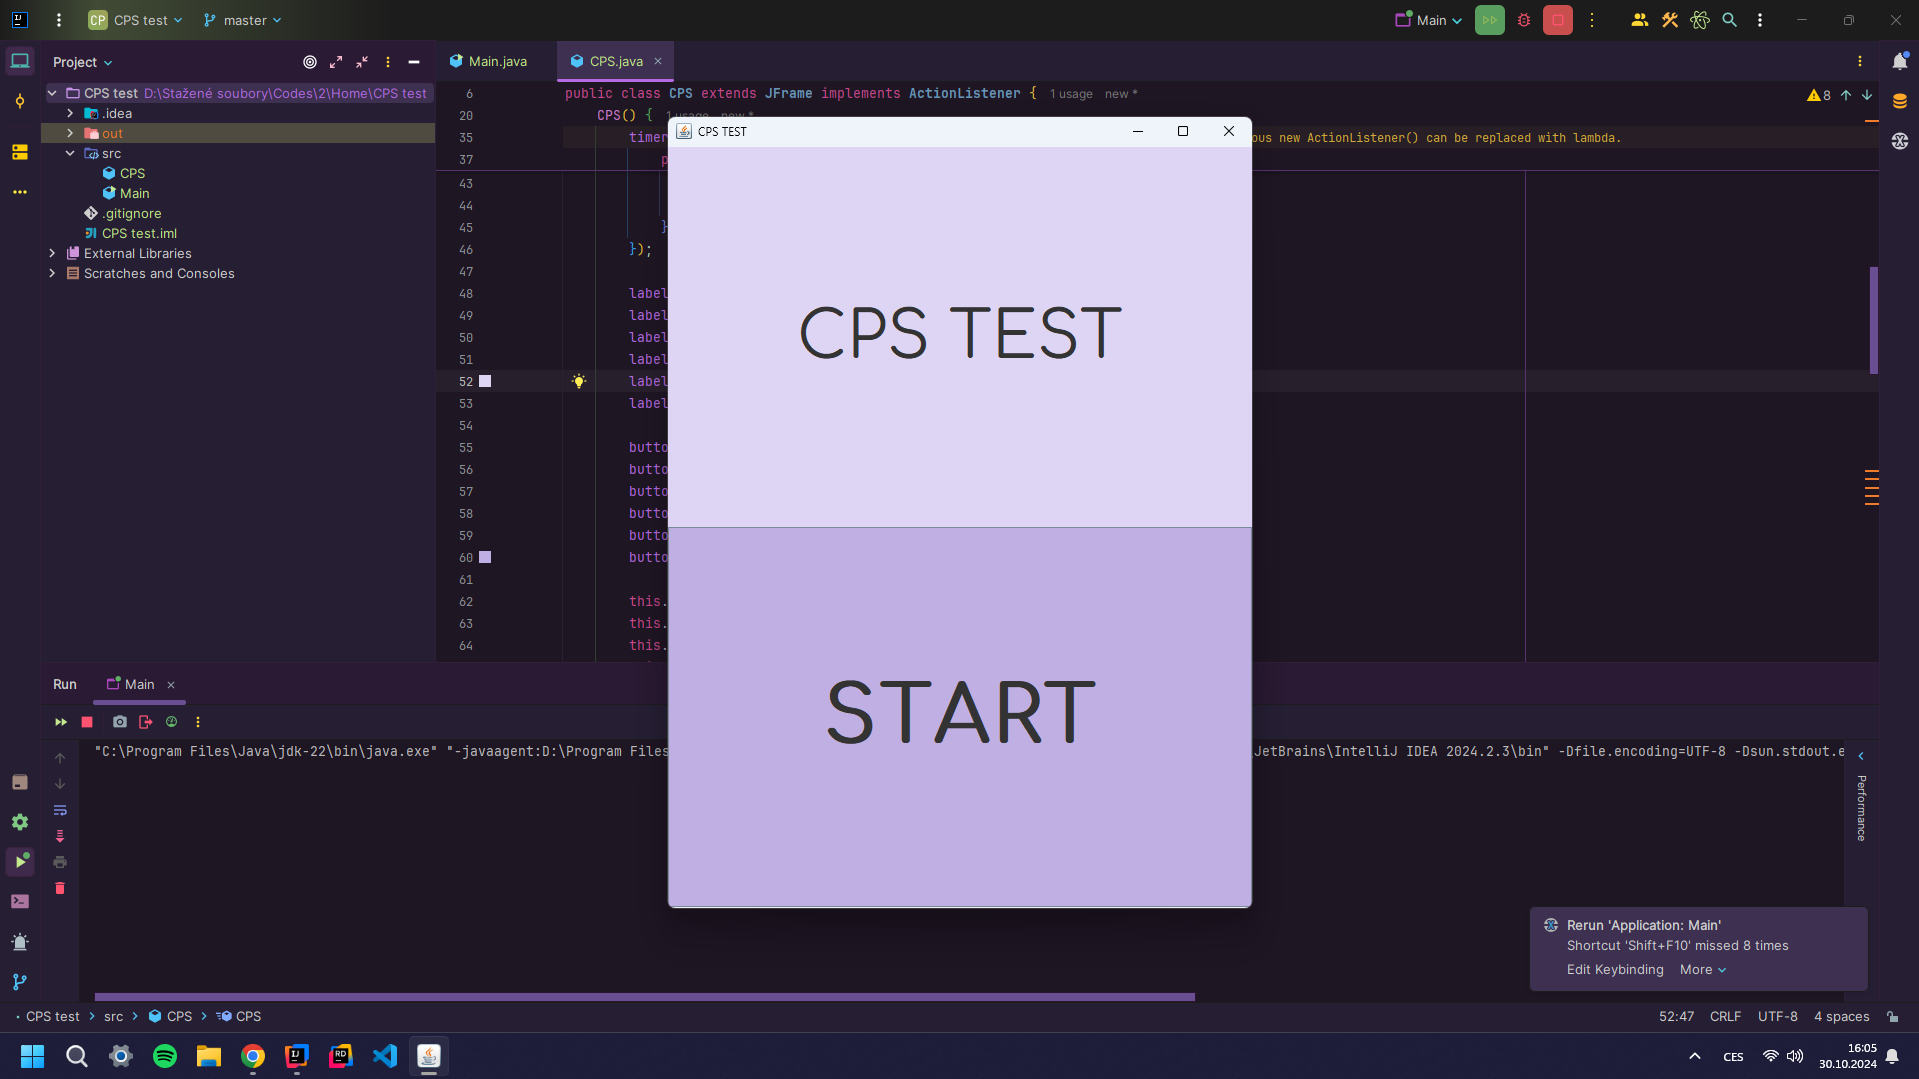 CP CPS test master Main
Project
Main.java CPS.java
CPS test D:\Stažené soubory\Codes\2\Home\CPS test
.idea
out
src
CPS
Main
.gitignore
CPS test.iml
External Libraries
Scratches and Consoles
6 public class CPS extends JFrame implements ActionListener { 1 usage new *
8
20 CPS() { 1 usage new *
35 timer ous new ActionListener() can be replaced with lambda.
37 p
43
44
45 }
46 });
47
48 label
49 label
50 label
51 label
52 label
53 label
54
55 butto
56 butto
57 butto
58 butto
59 butto
60 butto
61
62 this.
63 this.
64 this.
CPS TEST
CPS TEST
START
Run Main
"C:\Program Files\Java\jdk-22\bin\java.exe" "-javaagent:D:\Program Files JetBrains\IntelliJ IDEA 2024.2.3\bin" -Dfile.encoding=UTF-8 -Dsun.stdout.e
Performance
Rerun 'Application: Main'
Shortcut 'Shift+F10' missed 8 times
Edit Keybinding More
CPS test src CPS CPS
52:47 CRLF UTF-8 4 spaces
CES
16:05
30.10.2024